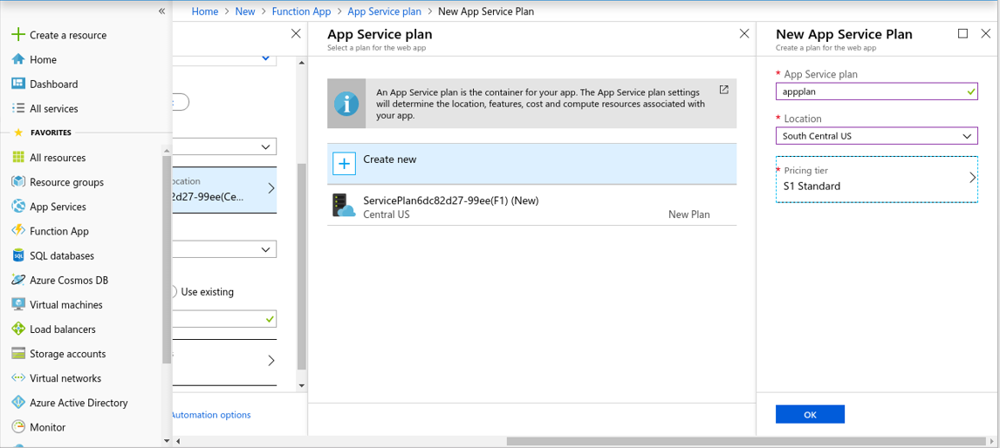 Home > New > Function App > App Service plan > New App Service Plan
Create a resource
Home
Dashboard
All services
FAVORITES
All resources
Resource groups
App Services
Function App
SQL databases
Azure Cosmos DB
Virtual machines
Load balancers
Storage accounts
Virtual networks
Azure Active Directory
Monitor
ocation
2d27-99ee(Ce...
Use existing
Automation options
App Service plan
Select a plan for the web app
An App Service plan is the container for your app. The App Service plan settings
will determine the location, features, cost and compute resources associated with
your app.
Create new
ServicePlan6dc82d27-99ee(F1) (New)
Central US
New Plan
New App Service Plan
Create a plan for the web app
* App Service plan
appplan
* Location
South Central US
* Pricing tier
S1 Standard
OK